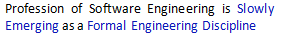 Profession of Software Engineering is Slowly
Emerging as a Formal Engineering Discipline